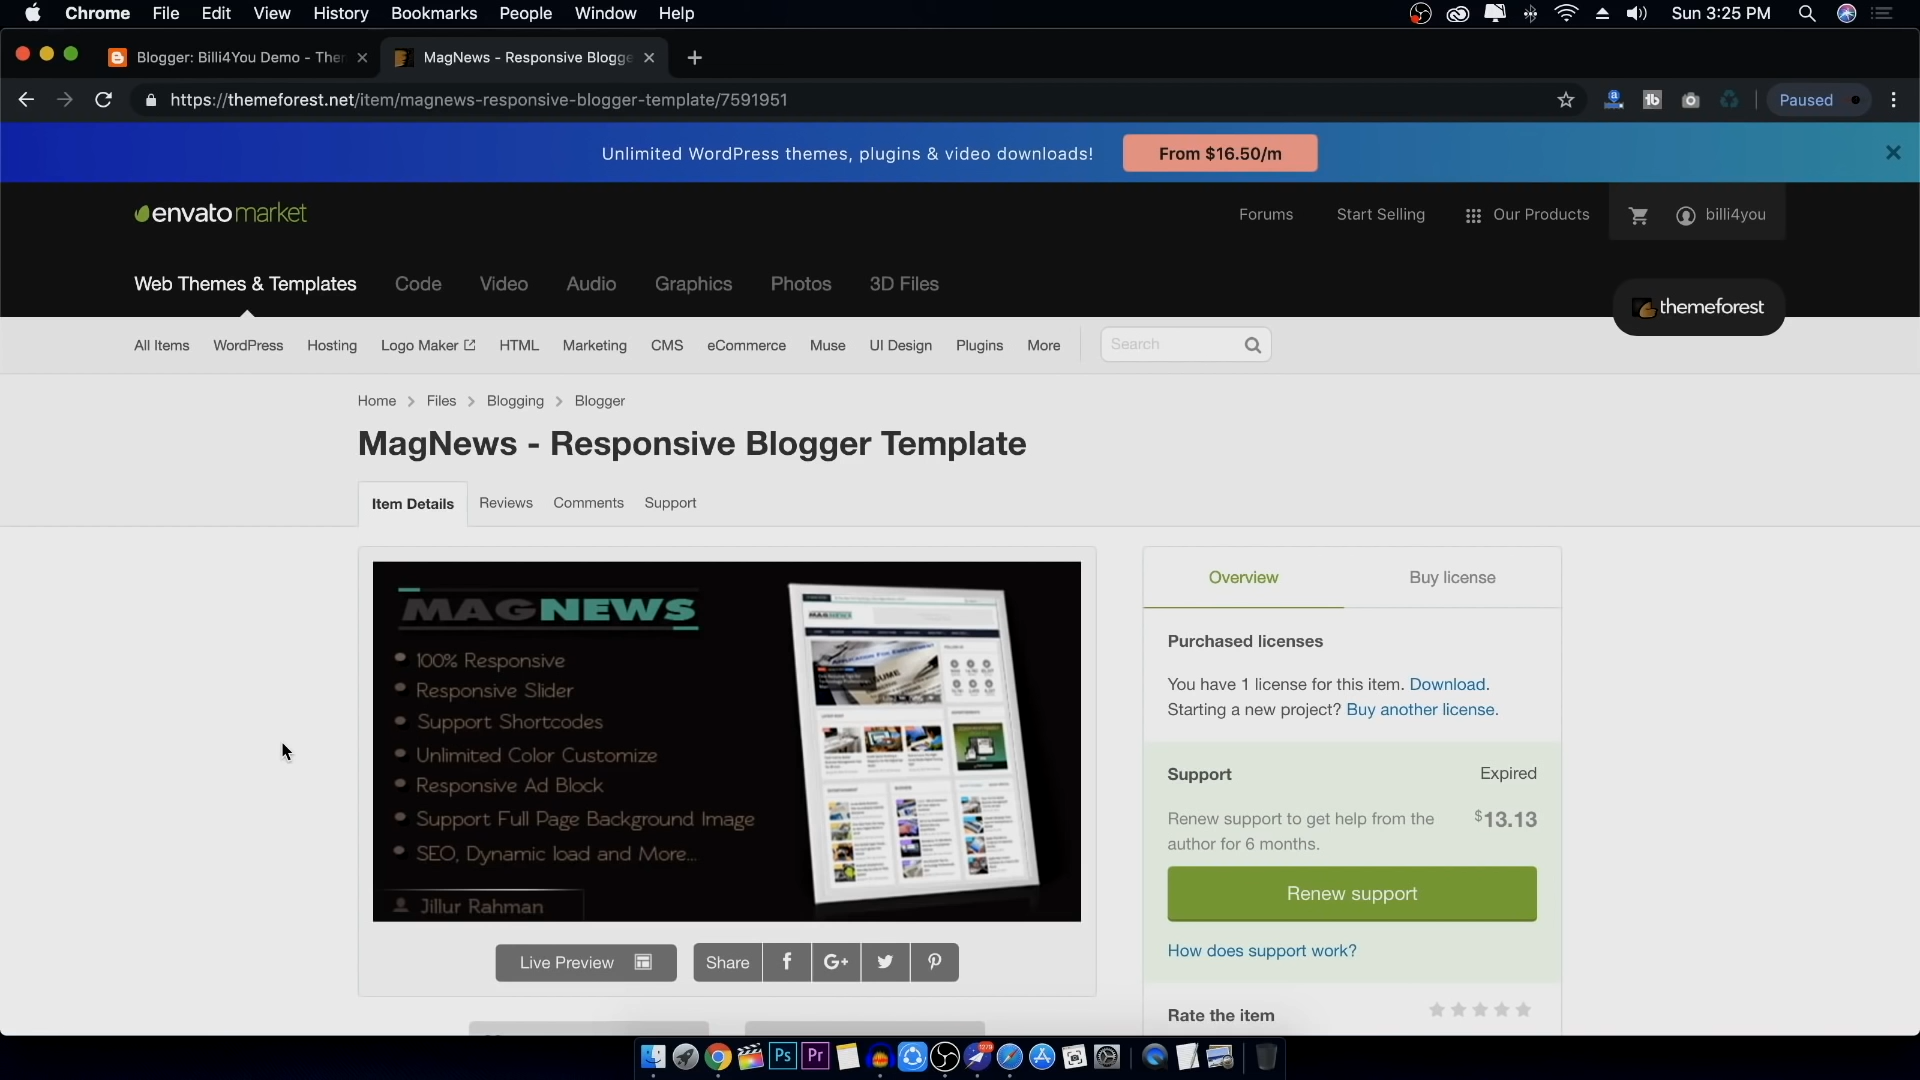 Chrome File Edit View History Bookmarks People Window Help Sun 3:25 PM
Blogger: Billi4You Demo - Ther MagNews - Responsive Blogge
https://themeforest.net/item/magnews-responsive-blogger-template/7591951 Paused
Unlimited WordPress themes, plugins & video downloads! From $16.50/m
envatomarket Forums Start Selling Our Products billi4you
Web Themes & Templates Code Video Audio Graphics Photos 3D Files
themeforest
All Items WordPress Hosting Logo Maker HTML Marketing CMS eCommerce Muse UI Design Plugins More Search
Home > Files > Blogging > Blogger
MagNews - Responsive Blogger Template
Item Details Reviews Comments Support
MAGNEWS
100% Responsive
Responsive Slider
Support Shortcodes
Unlimited Color Customize
Responsive Ad Block
Support Full Page Background Image
SEO, Dynamic load and More...
Jillur Rahman
Live Preview Share
Overview Buy license
Purchased licenses
You have 1 license for this item. Download.
Starting a new project? Buy another license.
Support Expired
Renew support to get help from the $13.13
author for 6 months.
Renew support
How does support work?
Rate the item
Ps Pr